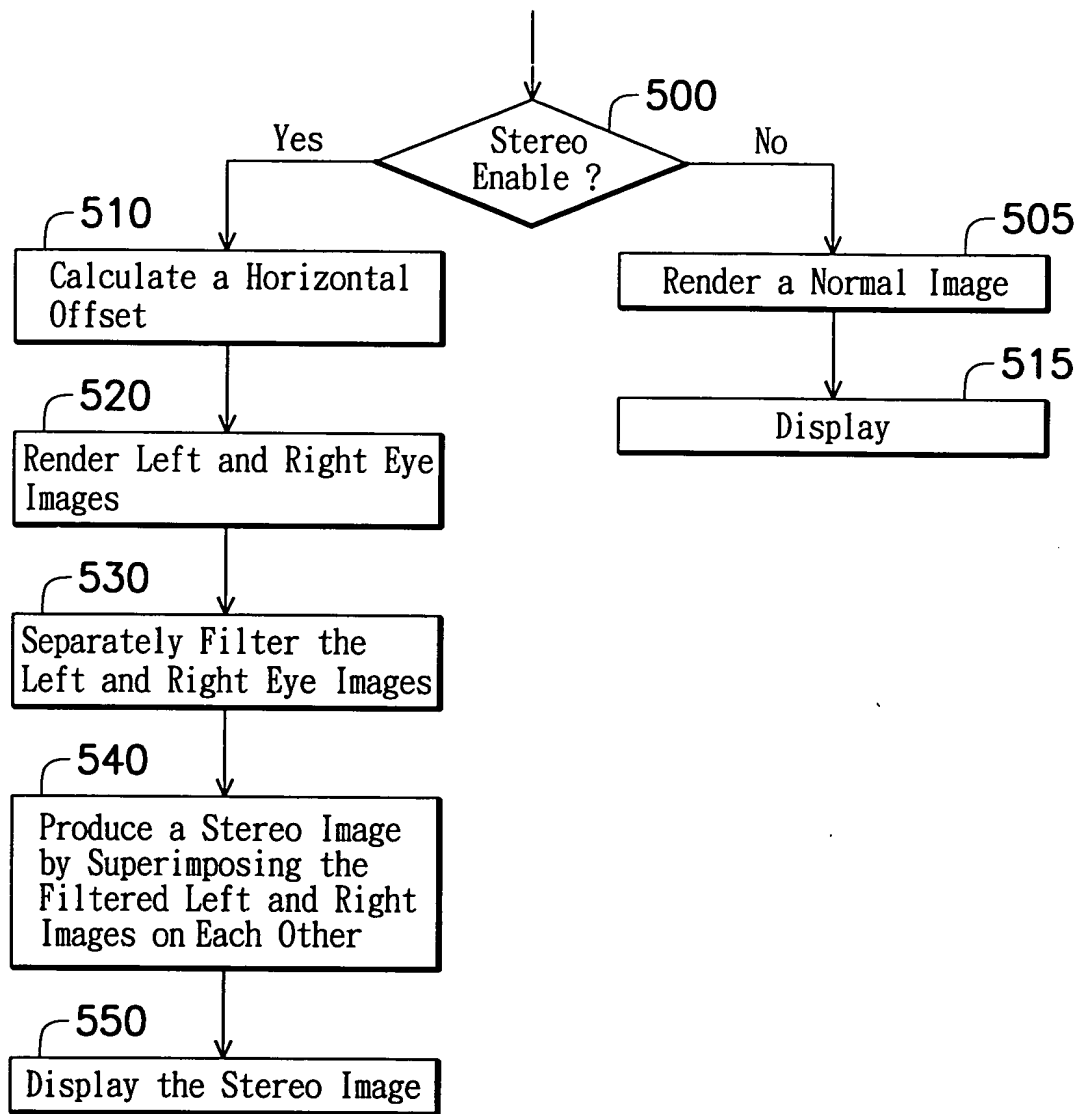 500
Stereo
Enable ?
Yes
No
510
Calculate a Horizontal
Offset
505
Render a Normal Image
520
Render Left and Right Eye
Images
515
Display
530
Separately Filter the
Left and Right Eye Images
540
Produce a Stereo Image
by Superimposing the
Filtered Left and Right
Images on Each Other
550
Display the Stereo Image